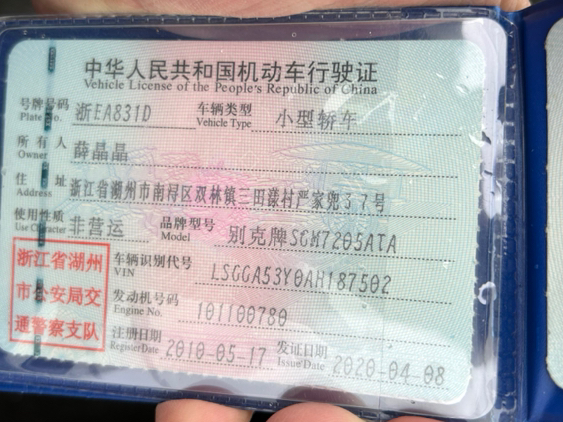 中华人民共和国机动车行驶证
Vehicle License of the People's Republic of China
号牌号码 浙EA831D 车辆类型 小型轿车
Plate No. Vehicle Type
所有人 薛晶晶
Owner
住址 浙江省湖州市南浔区双林镇三田漾村严家兜37号
Address
使用性质 非营运 品牌型号 别克牌SGM7205ATA
Use Character Model
浙江省湖州
市公安局交
通警察支队
车辆识别代号 LSGGA53Y0AH187502
VIN
发动机号码 101100780
Engine No.
注册日期 2010-05-17 发证日期 2020-04-08
Register Date Issue Date